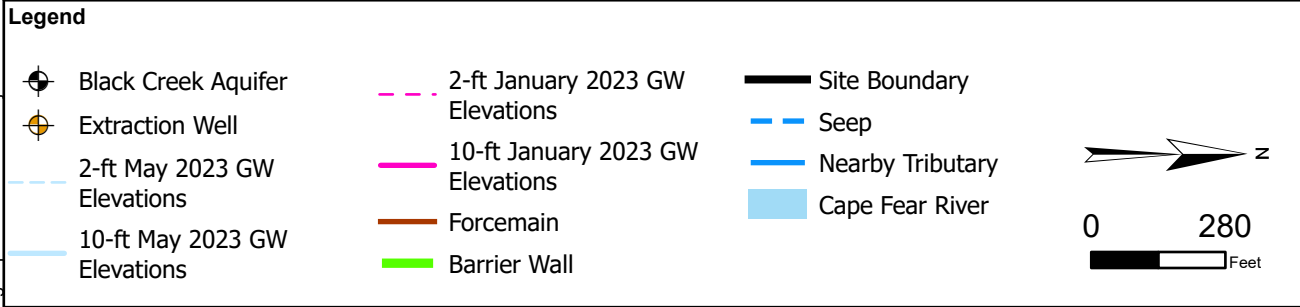 Legend
Black Creek Aquifer
Extraction Well
2-ft May 2023 GW
Elevations
10-ft May 2023 GW
Elevations
2-ft January 2023 GW
Elevations
10-ft January 2023 GW
Elevations
Forcemain
Barrier Wall
Site Boundary
Seep
Nearby Tributary
Cape Fear River
N
0 280
Feet